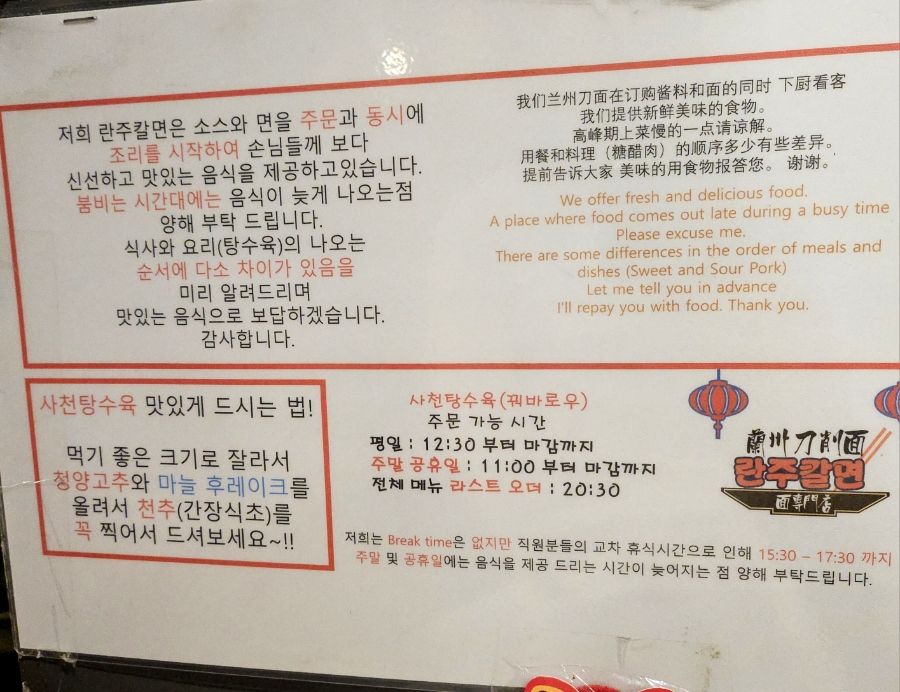 저희 란주칼면은 소스와 면을 주문과 동시에
조리를 시작하여 손님들께 보다
신선하고 맛있는 음식을 제공하고있습니다.
붐비는 시간대에는 음식이 늦게 나오는점
양해 부탁 드립니다.
식사와 요리(탕수육)의 나오는
순서에 다소 차이가 있음을
미리 알려드리며
맛있는 음식으로 보답하겠습니다.
감사합니다.
我们兰州刀面在订购酱料和面的同时 下厨看客
我们提供新鲜美味的食物。
高峰期上菜慢的一点请谅解。
用餐和料理（糖醋肉）的顺序多少有些差异。
提前告诉大家 美味的用食物报答您。 谢谢。
We offer fresh and delicious food.
A place where food comes out late during a busy time
Please excuse me.
There are some differences in the order of meals and
dishes (Sweet and Sour Pork)
Let me tell you in advance
I'll repay you with food. Thank you.
사천탕수육 맛있게 드시는 법!
먹기 좋은 크기로 잘라서
청양고추와 마늘 후레이크를
올려서 천추(간장식초)를
꼭 찍어서 드셔보세요~!!
사천탕수육(꿔바로우)
주문 가능 시간
평일 : 12:30 부터 마감까지
주말 공휴일 : 11:00 부터 마감까지
전체 메뉴 라스트 오더 : 20:30
蘭州刀削面
란주칼면
面專門店
저희는 Break time은 없지만 직원분들의 교차 휴식시간으로 인해 15:30 – 17:30 까지
주말 및 공휴일에는 음식을 제공 드리는 시간이 늦어지는 점 양해 부탁드립니다.